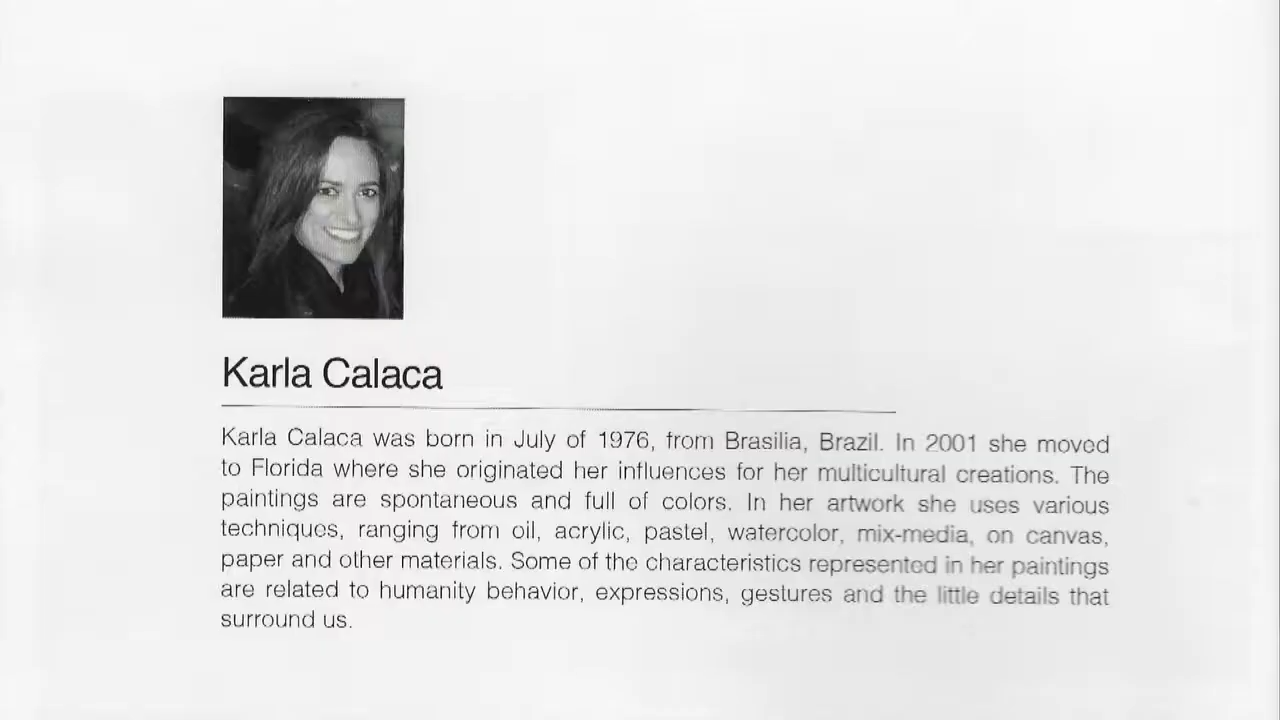 Karla Calaca
Karla Calaca was born in July of 1976, from Brasilia, Brazil. In 2001 she moved
to Florida where she originated her influences for her multicultural creations. The
paintings are spontaneous and full of colors. In her artwork she uses various
techniques, ranging from oil, acrylic, pastel, watercolor, mix-media, on canvas,
paper and other materials. Some of the characteristics represented in her paintings
are related to humanity behavior, expressions, gestures and the little details that
surround us.